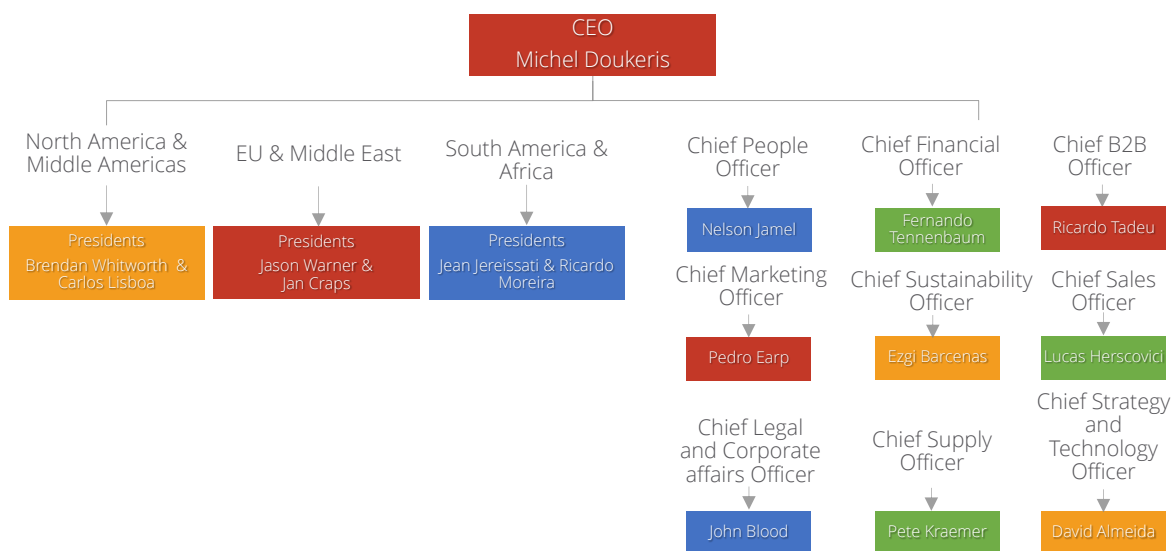 CEO
Michel Doukeris
North America &
Middle Americas
Presidents
Brendan Whitworth &
Carlos Lisboa
EU & Middle East
Presidents
Jason Warner &
Jan Craps
South America &
Africa
Presidents
Jean Jereissati & Ricardo
Moreira
Chief People
Officer
Nelson Jamel
Chief Financial
Officer
Fernando
Tennenbaum
Chief B2B
Officer
Ricardo Tadeu
Chief Marketing
Officer
Pedro Earp
Chief Sustainability
Officer
Ezgi Barcenas
Chief Sales
Officer
Lucas Herscovici
Chief Legal
and Corporate
affairs Officer
John Blood
Chief Supply
Officer
Pete Kraemer
Chief Strategy
and
Technology
Officer
David Almeida